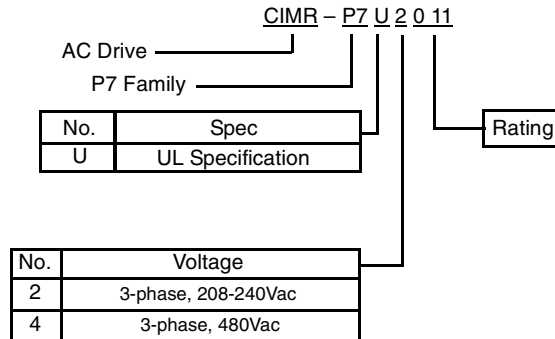 CIMR – P7 U 2 0 11
AC Drive
P7 Family
No. Spec
U UL Specification
Rating
No. Voltage
2 3-phase, 208-240Vac
4 3-phase, 480Vac